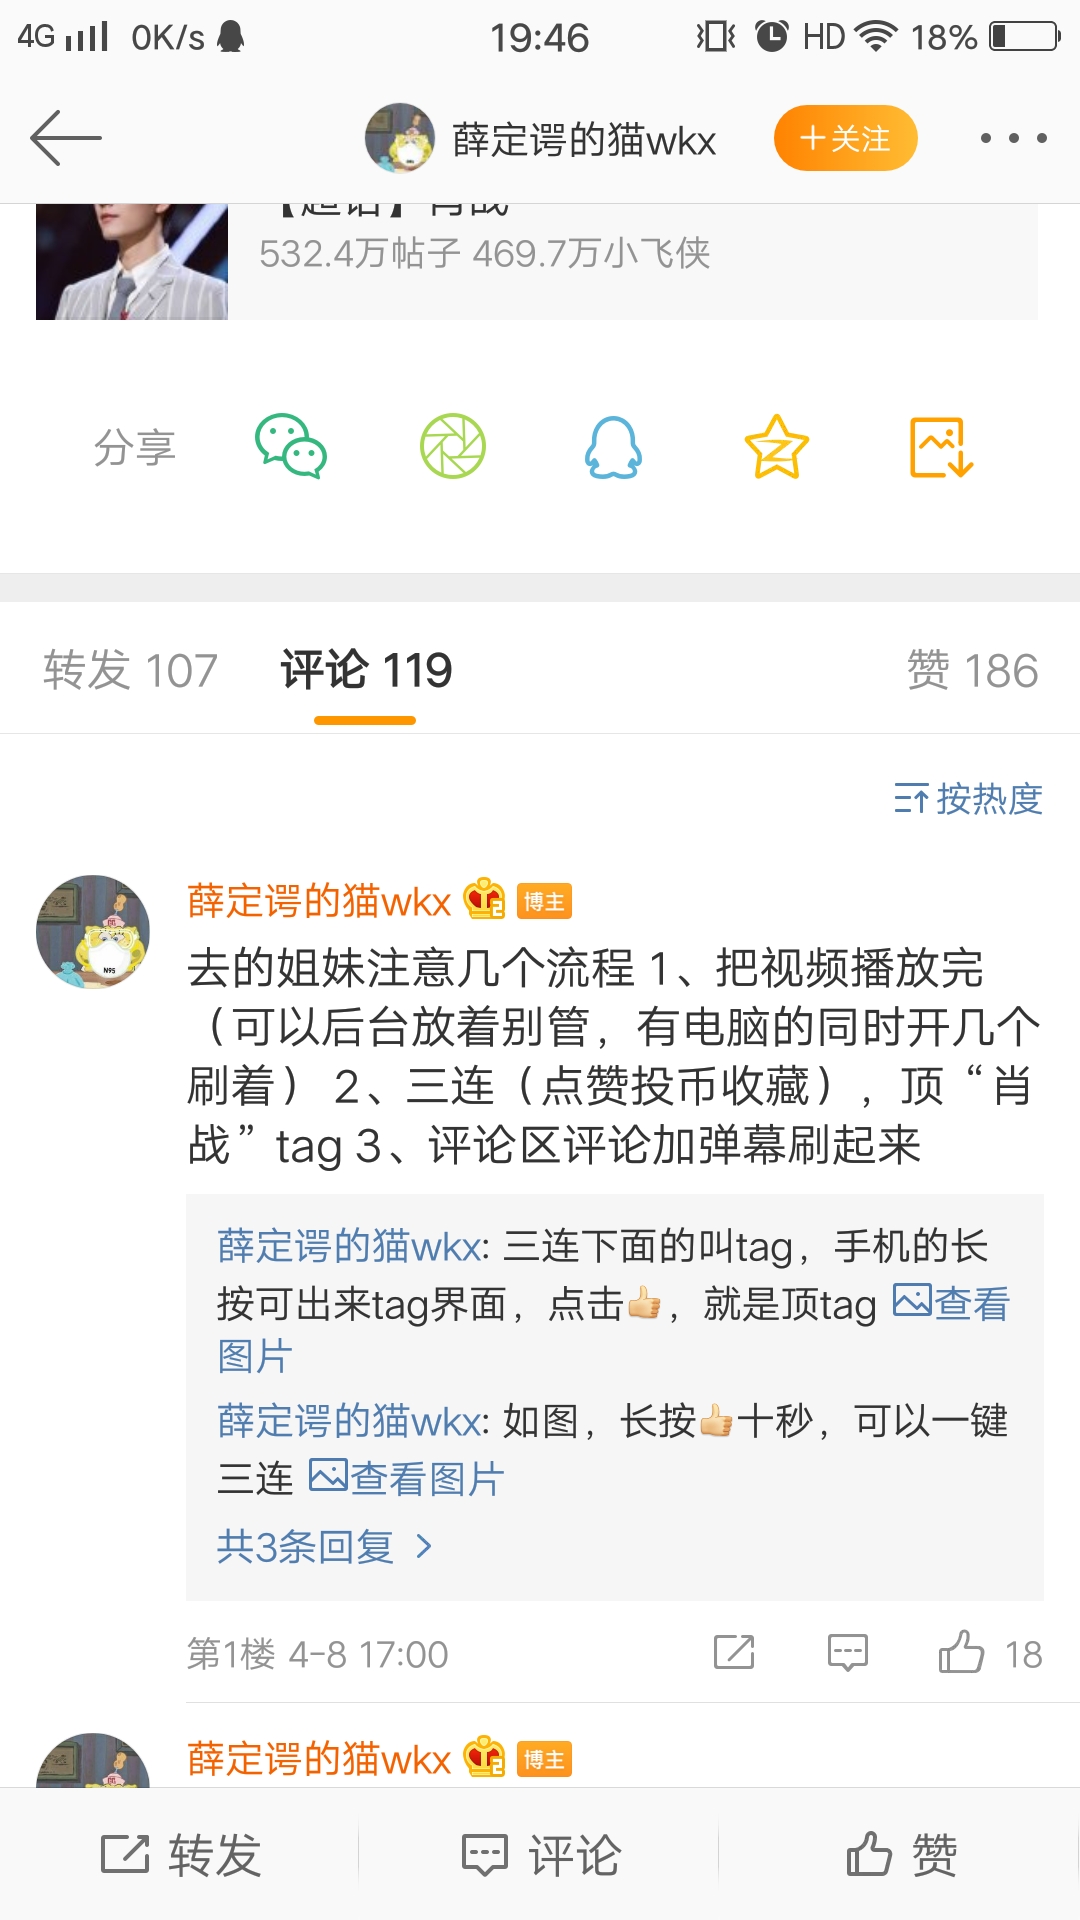 4G 0K/s 19:46 HD 18%
薛定谔的猫wkx +关注
【超话】肖战
532.4万帖子 469.7万小飞侠
分享
转发 107 评论 119 赞 186
按热度
薛定谔的猫wkx 2 博主
去的姐妹注意几个流程 1、把视频播放完
（可以后台放着别管，有电脑的同时开几个
刷着） 2、三连（点赞投币收藏），顶“肖
战”tag 3、评论区评论加弹幕刷起来
薛定谔的猫wkx: 三连下面的叫tag，手机的长
按可出来tag界面，点击👍，就是顶tag 查看
图片
薛定谔的猫wkx: 如图，长按👍十秒，可以一键
三连 查看图片
共3条回复 >
第1楼 4-8 17:00 18
薛定谔的猫wkx 2 博主
转发 评论 赞